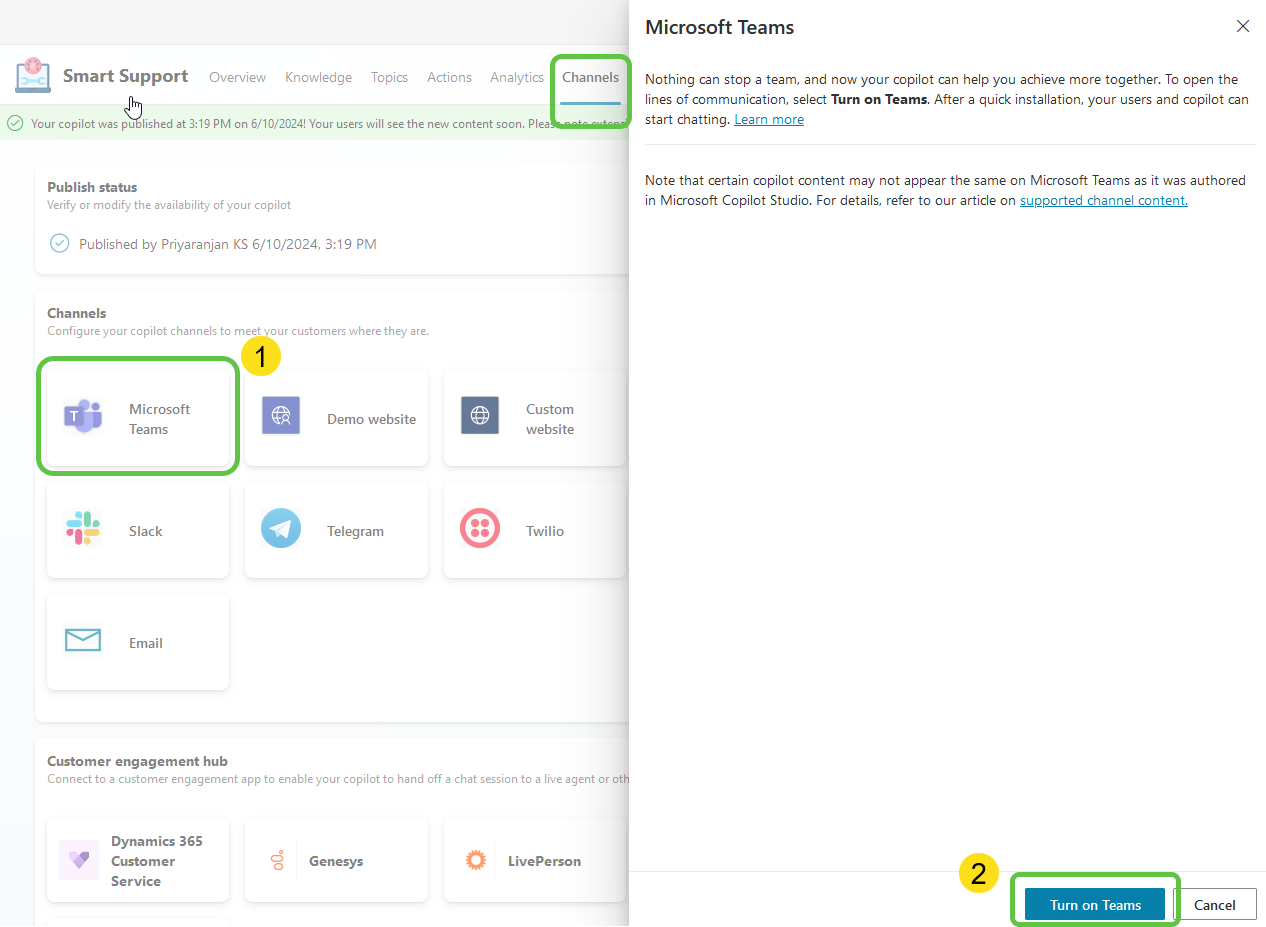 Smart Support
Overview
Knowledge
Topics
Actions
Analytics
Channels
Your copilot was published at 3:19 PM on 6/10/2024! Your users will see the new content soon. Please note
Publish status
Verify or modify the availability of your copilot
Published by Priyaranjan KS 6/10/2024, 3:19 PM
Channels
Configure your copilot channels to meet your customers where they are.
1
Microsoft
Teams
Demo website
Custom
website
Slack
Telegram
Twilio
Email
Customer engagement hub
Connect to a customer engagement app to enable your copilot to hand off a chat session to a live agent or
Dynamics 365
Customer
Service
Genesys
LivePerson
Microsoft Teams
Nothing can stop a team, and now your copilot can help you achieve more together. To open the
lines of communication, select Turn on Teams. After a quick installation, your users and copilot can
start chatting. Learn more
Note that certain copilot content may not appear the same on Microsoft Teams as it was authored
in Microsoft Copilot Studio. For details, refer to our article on supported channel content.
2
Turn on Teams
Cancel